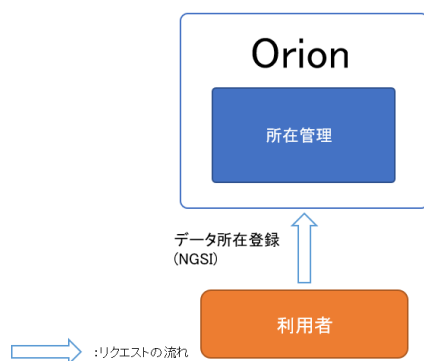 Orion
所在管理
データ所在登録
(NGSI)
利用者
:リクエストの流れ